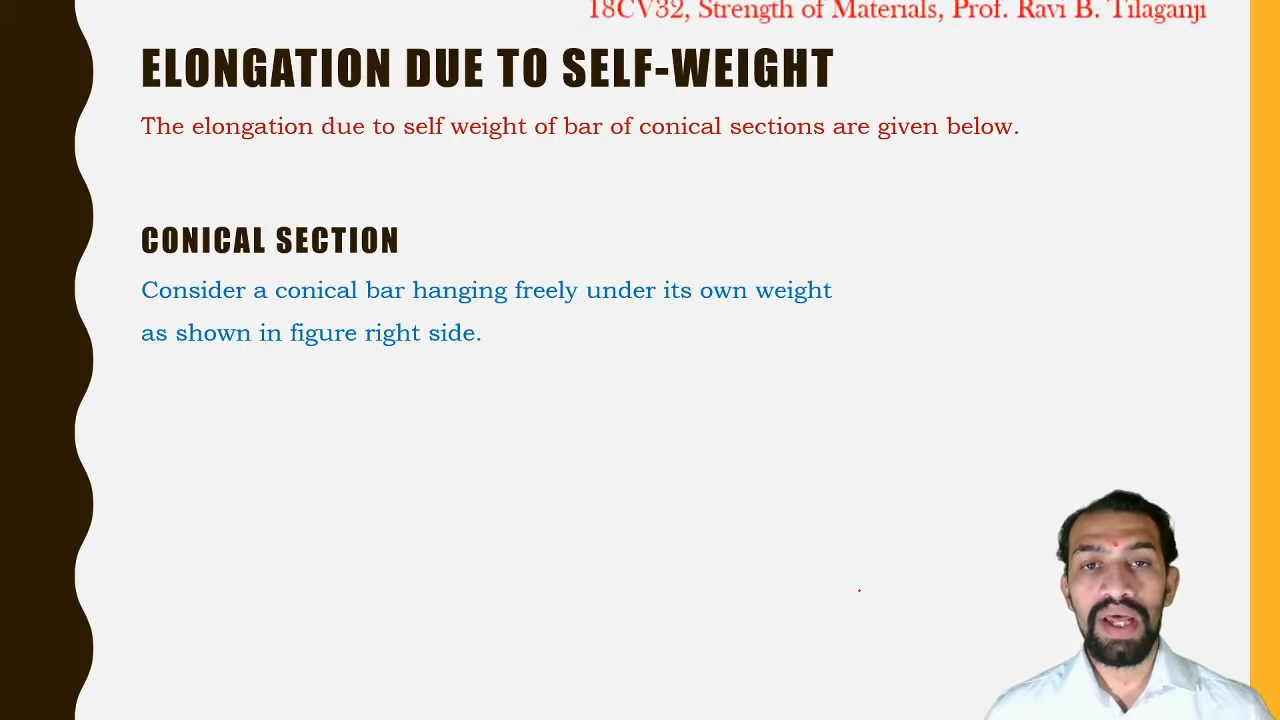 18CV32, Strength of Materials, Prof. Ravi B. Tilaganji
ELONGATION DUE TO SELF-WEIGHT
The elongation due to self weight of bar of conical sections are given below.
CONICAL SECTION
Consider a conical bar hanging freely under its own weight
as shown in figure right side.